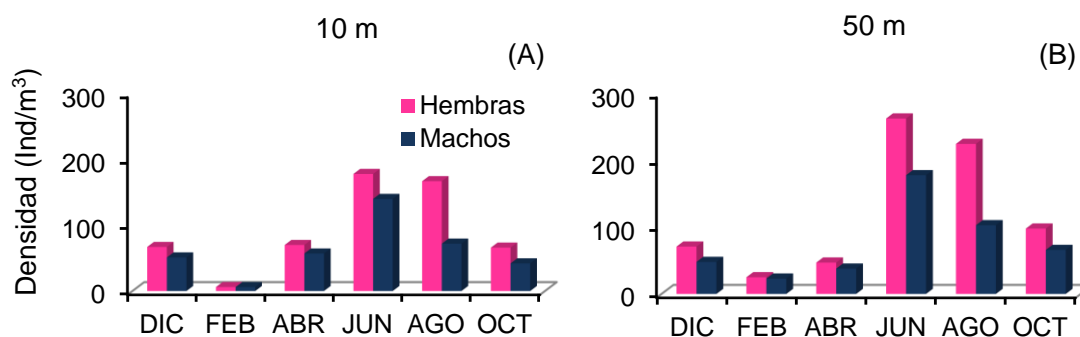 10 m
(A)
Densidad (Ind/m³)
300
200
100
0
Hembras
Machos
DIC FEB ABR JUN AGO OCT
50 m
(B)
300
200
100
0
DIC FEB ABR JUN AGO OCT